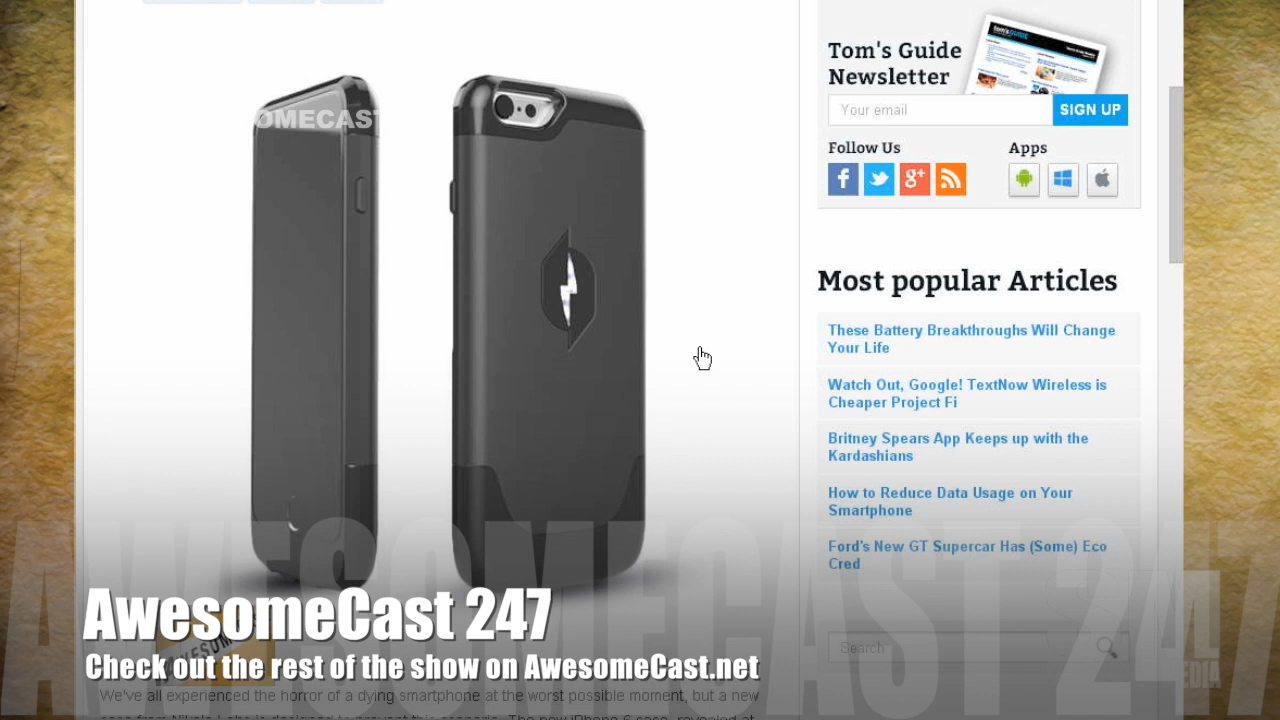 OMECAST
Tom's Guide
Newsletter
Your email
SIGN UP
Follow Us
Apps
Most popular Articles
These Battery Breakthroughs Will Change
Your Life
Watch Out, Google! TextNow Wireless is
Cheaper Project Fi
Britney Spears App Keeps up with the
Kardashians
How to Reduce Data Usage on Your
Smartphone
Ford's New GT Supercar Has (Some) Eco
Cred
Search
AWESOMECAST 247
AwesomeCast 247
Check out the rest of the show on AwesomeCast.net
We've all experienced the horror of a dying smartphone at the worst possible moment, but a new